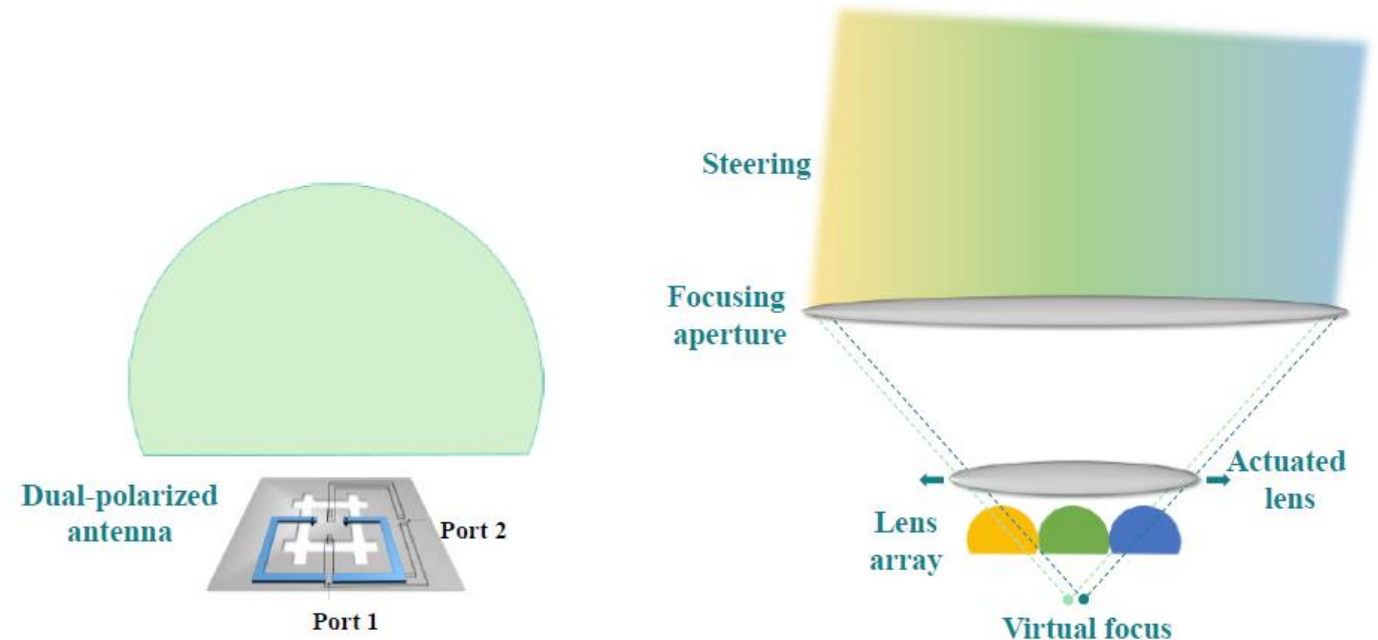 Dual-polarized
antenna
Port 2
Port 1
Steering
Focusing
aperture
Actuated
lens
Lens
array
Virtual focus